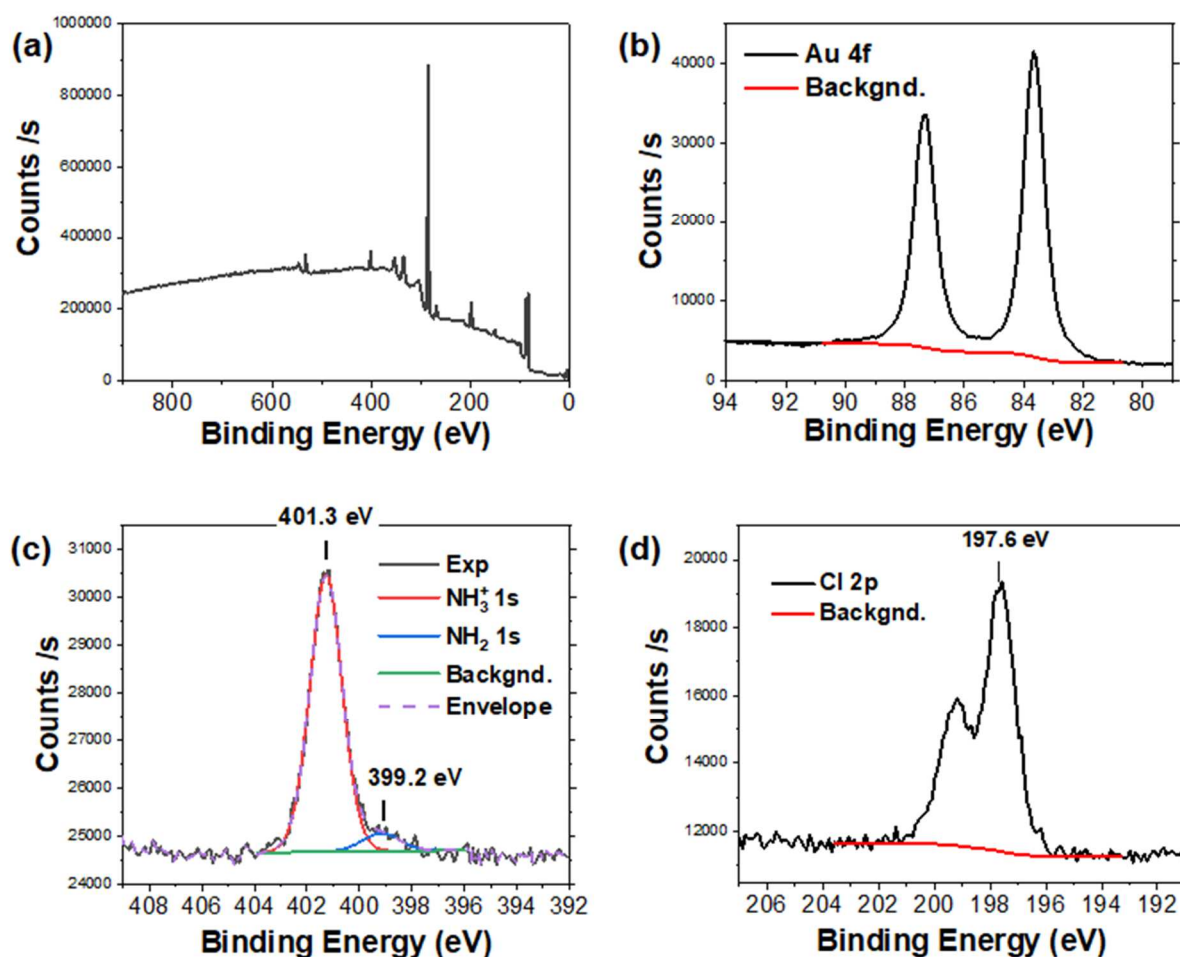 (a)
1000000
800000
600000
400000
200000
0
Counts /s
800
600
400
200
0
Binding Energy (eV)
(b)
Au 4f
Backgnd.
40000
30000
20000
10000
0
Counts /s
94
92
90
88
86
84
82
80
Binding Energy (eV)
(c)
401.3 eV
Exp
NH₃⁺ 1s
NH₂ 1s
Backgnd.
Envelope
399.2 eV
31000
30000
29000
28000
27000
26000
25000
24000
Counts /s
408
406
404
402
400
398
396
394
392
Binding Energy (eV)
(d)
197.6 eV
Cl 2p
Backgnd.
20000
18000
16000
14000
12000
Counts /s
206
204
202
200
198
196
194
192
Binding Energy (eV)